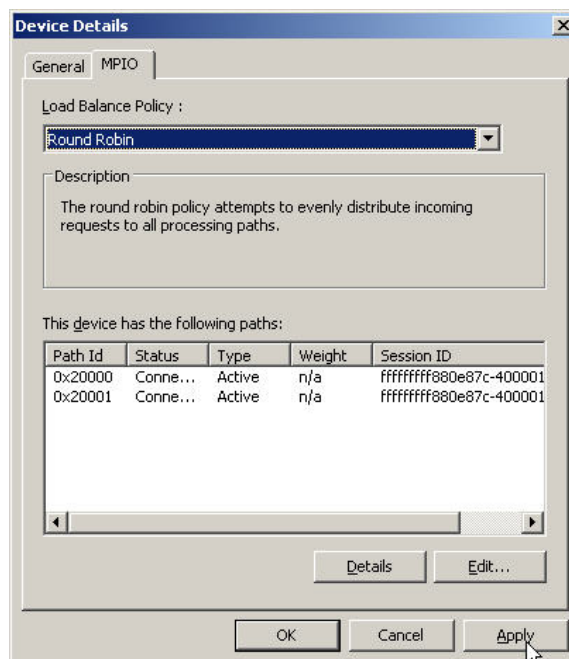 Device Details
General MPIO
Load Balance Policy :
Round Robin
Description
The round robin policy attempts to evenly distribute incoming
requests to all processing paths.
This device has the following paths:
Path Id Status Type Weight Session ID
0x20000 Conne... Active n/a fffffffff880e87c-400001
0x20001 Conne... Active n/a fffffffff880e87c-400001
Details Edit...
OK Cancel Apply